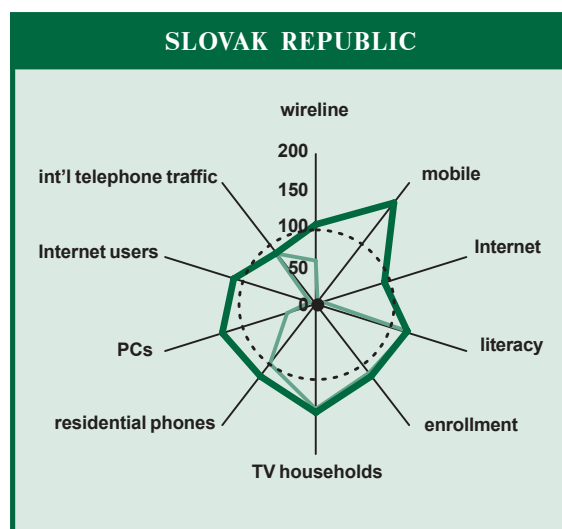 SLOVAK REPUBLIC
wireline
200
int'l telephone traffic
mobile
150
100
Internet users
Internet
50
0
PCs
literacy
residential phones
enrollment
TV households